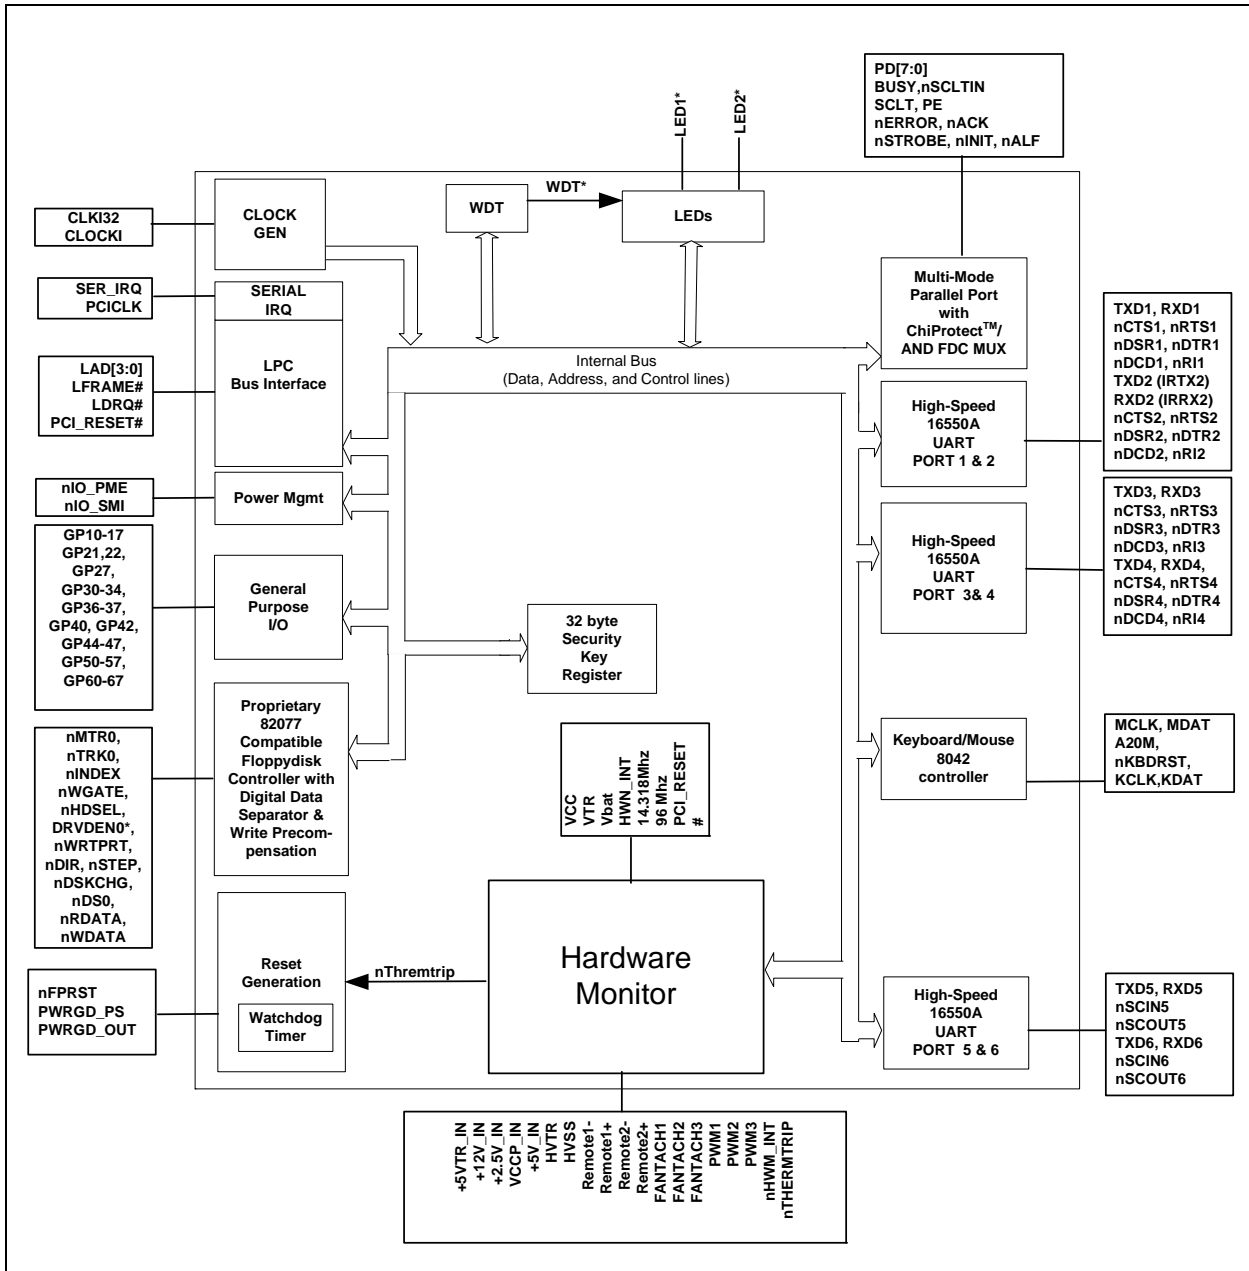 PD[7:0]
BUSY,nSCLTIN
SCLT, PE
nERROR, nACK
nSTROBE, nINIT, nALF
LED1*
LED2*
CLKI32
CLOCKI
CLOCK
GEN
WDT
WDT*
LEDs
SER_IRQ
PCICLK
SERIAL
IRQ
LPC
Bus Interface
LAD[3:0]
LFRAME#
LDRQ#
PCI_RESET#
Internal Bus
(Data, Address, and Control lines)
Multi-Mode
Parallel Port
with
ChiProtect™/
AND FDC MUX
High-Speed
16550A
UART
PORT 1 & 2
TXD1, RXD1
nCTS1, nRTS1
nDSR1, nDTR1
nDCD1, nRI1
TXD2 (IRTX2)
RXD2 (IRRX2)
nCTS2, nRTS2
nDSR2, nDTR2
nDCD2, nRI2
nIO_PME
nIO_SMI
Power Mgmt
High-Speed
16550A
UART
PORT 3& 4
TXD3, RXD3
nCTS3, nRTS3
nDSR3, nDTR3
nDCD3, nRI3
TXD4, RXD4,
nCTS4, nRTS4
nDSR4, nDTR4
nDCD4, nRI4
GP10-17
GP21,22,
GP27,
GP30-34,
GP36-37,
GP40, GP42,
GP44-47,
GP50-57,
GP60-67
General
Purpose
I/O
32 byte
Security
Key
Register
nMTR0,
nTRK0,
nINDEX
nWGATE,
nHDSEL,
DRVDEN0*,
nWRTPRT,
nDIR, nSTEP,
nDSKCHG,
nDS0,
nRDATA,
nWDATA
Proprietary
82077
Compatible
Floppydisk
Controller with
Digital Data
Separator &
Write Precom-
pensation
Keyboard/Mouse
8042
controller
MCLK, MDAT
A20M,
nKBDRST,
KCLK,KDAT
VCC
VTR
Vbat
HWN_INT
14.318Mhz
96 Mhz
PCI_RESET
#
Hardware
Monitor
nThremtrip
Reset
Generation
Watchdog
Timer
nFPRST
PWRGD_PS
PWRGD_OUT
High-Speed
16550A
UART
PORT 5 & 6
TXD5, RXD5
nSCIN5
nSCOUT5
TXD6, RXD6
nSCIN6
nSCOUT6
+5VTR_IN
+12V_IN
+2.5V_IN
VCCP_IN
+5V_IN
HVTR
HVSS
Remote1-
Remote1+
Remote2-
Remote2+
FANTACH1
FANTACH2
FANTACH3
PWM1
PWM2
PWM3
nHWM_INT
nTHERMTRIP